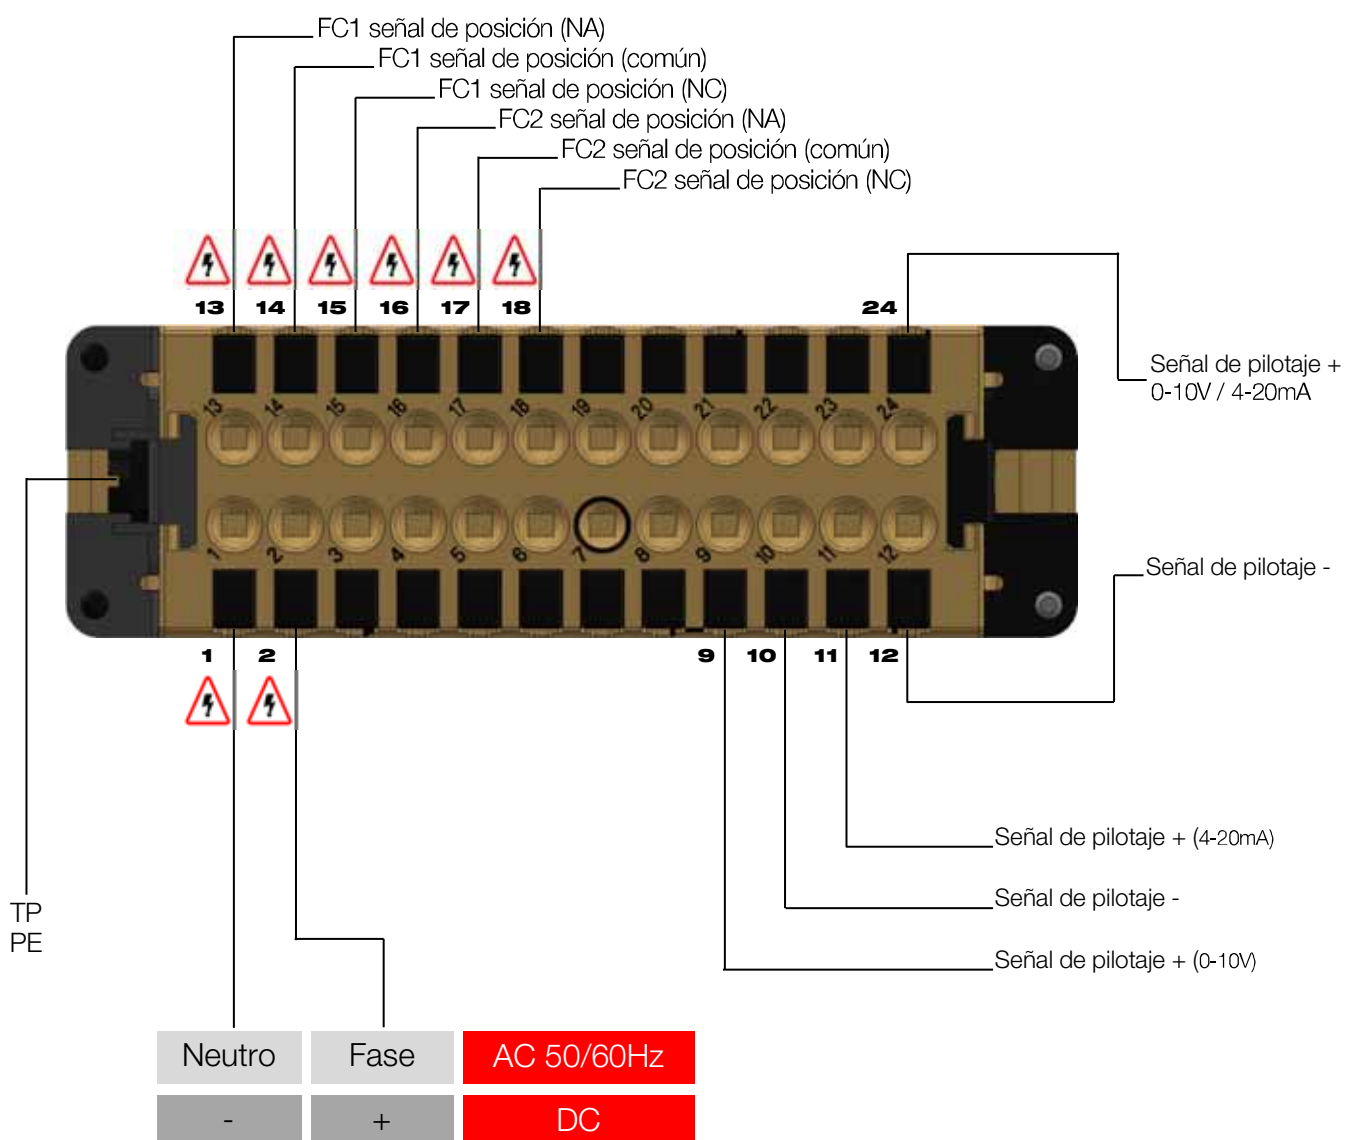 FC1 señal de posición (NA)
FC1 señal de posición (común)
FC1 señal de posición (NC)
FC2 señal de posición (NA)
FC2 señal de posición (común)
FC2 señal de posición (NC)
13 14 15 16 17 18 24
Señal de pilotaje +
0-10V / 4-20mA
13 14 15 16 17 18 19 20 21 22 23 24
1 2 3 4 5 6 7 8 9 10 11 12
Señal de pilotaje -
1 2 9 10 11 12
Señal de pilotaje + (4-20mA)
Señal de pilotaje -
Señal de pilotaje + (0-10V)
TP
PE
Neutro Fase AC 50/60Hz
- + DC